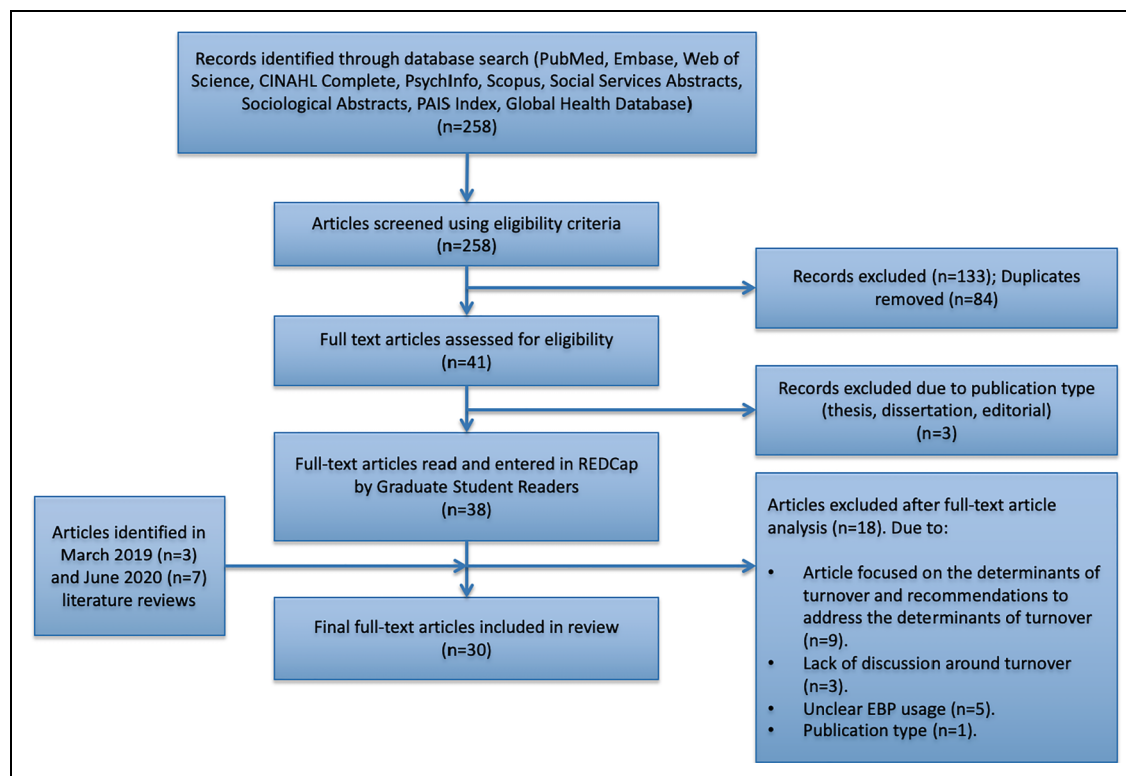 Records identified through database search (PubMed, Embase, Web of
Science, CINAHL Complete, PsychInfo, Scopus, Social Services Abstracts,
Sociological Abstracts, PAIS Index, Global Health Database)
(n=258)
Articles screened using eligibility criteria
(n=258)
Records excluded (n=133); Duplicates
removed (n=84)
Full text articles assessed for eligibility
(n=41)
Records excluded due to publication type
(thesis, dissertation, editorial)
(n=3)
Full-text articles read and entered in REDCap
by Graduate Student Readers
(n=38)
Articles identified in
March 2019 (n=3)
and June 2020 (n=7)
literature reviews
Articles excluded after full-text article
analysis (n=18). Due to:
• Article focused on the determinants of
turnover and recommendations to
address the determinants of turnover
(n=9).
• Lack of discussion around turnover
(n=3).
• Unclear EBP usage (n=5).
• Publication type (n=1).
Final full-text articles included in review
(n=30)